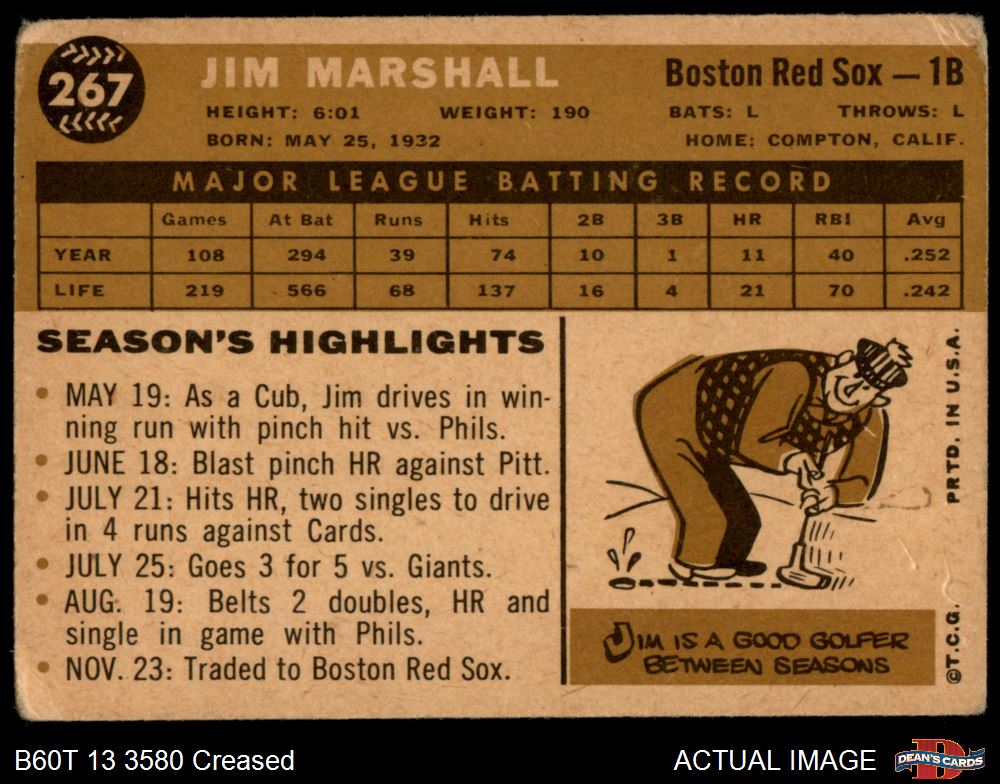 267
JIM MARSHALL
Boston Red Sox — 1B
HEIGHT: 6:01 WEIGHT: 190 BATS: L THROWS: L
BORN: MAY 25, 1932 HOME: COMPTON, CALIF.
MAJOR LEAGUE BATTING RECORD
Games At Bat Runs Hits 2B 3B HR RBI Avg
YEAR 108 294 39 74 10 1 11 40 .252
LIFE 219 566 68 137 16 4 21 70 .242
SEASON'S HIGHLIGHTS
• MAY 19: As a Cub, Jim drives in win-
ning run with pinch hit vs. Phils.
• JUNE 18: Blast pinch HR against Pitt.
• JULY 21: Hits HR, two singles to drive
in 4 runs against Cards.
• JULY 25: Goes 3 for 5 vs. Giants.
• AUG. 19: Belts 2 doubles, HR and
single in game with Phils.
• NOV. 23: Traded to Boston Red Sox.
JIM IS A GOOD GOLFER
BETWEEN SEASONS
©T.C.G. PRTD. IN U.S.A.
B60T 13 3580 Creased
ACTUAL IMAGE
DEAN'S CARDS